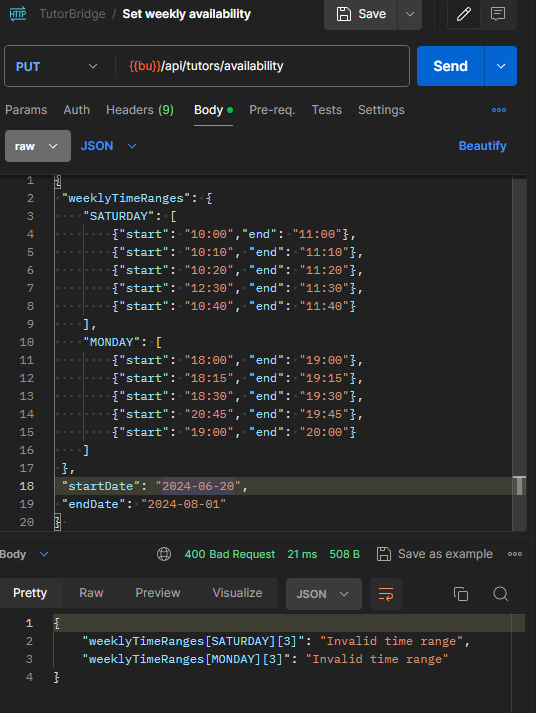 HTTP TutorBridge / Set weekly availability Save
PUT {{bu}}/api/tutors/availability Send
Params Auth Headers (9) Body Pre-req. Tests Settings
raw JSON Beautify
1 {
2 "weeklyTimeRanges": {
3 "SATURDAY": [
4 {"start": "10:00","end": "11:00"},
5 {"start": "10:10", "end": "11:10"},
6 {"start": "10:20", "end": "11:20"},
7 {"start": "12:30", "end": "11:30"},
8 {"start": "10:40", "end": "11:40"}
9 ],
10 "MONDAY": [
11 {"start": "18:00", "end": "19:00"},
12 {"start": "18:15", "end": "19:15"},
13 {"start": "18:30", "end": "19:30"},
14 {"start": "20:45", "end": "19:45"},
15 {"start": "19:00", "end": "20:00"}
16 ]
17 },
18 "startDate": "2024-06-20",
19 "endDate": "2024-08-01"
20 }
Body 400 Bad Request 21 ms 508 B Save as example
Pretty Raw Preview Visualize JSON
1 {
2 "weeklyTimeRanges[SATURDAY][3]": "Invalid time range",
3 "weeklyTimeRanges[MONDAY][3]": "Invalid time range"
4 }